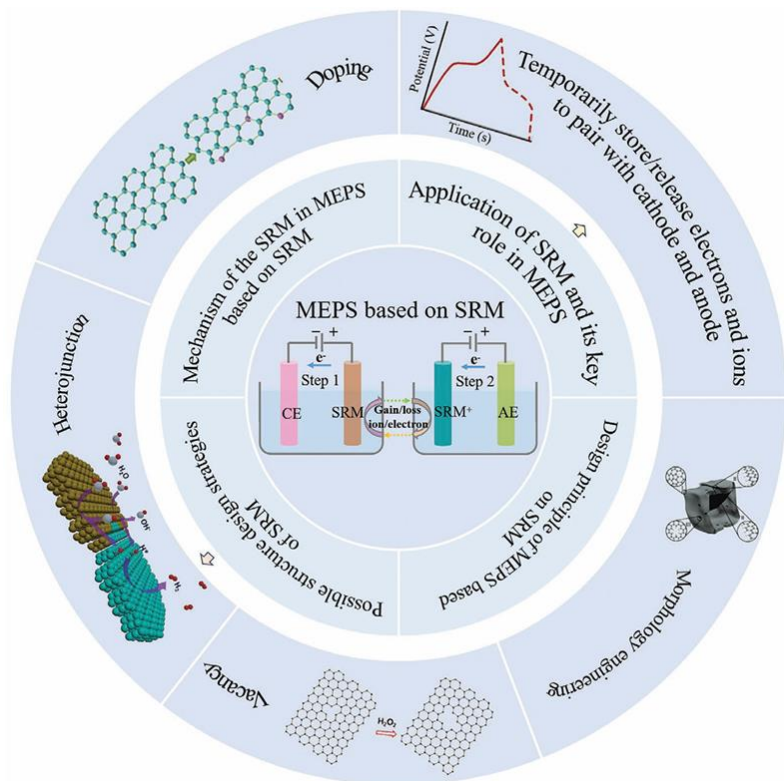 Doping
Potential (V)
Time (s)
Temporarily store/release electrons and ions
to pair with cathode and anode
Mechanism of the SRM in MEPS
based on SRM
Application of SRM and its key
role in MEPS
MEPS based on SRM
− +
e-
Step 1
CE
SRM
Gain/loss
ion/electron
− +
e-
Step 2
SRM⁺
AE
Possible structure design strategies
of SRM
Design principle of MEPS based
on SRM
Heterojunction
H₂O
OH⁻
H*
H₂
Vacancy
H₂O₂
Morphology engineering